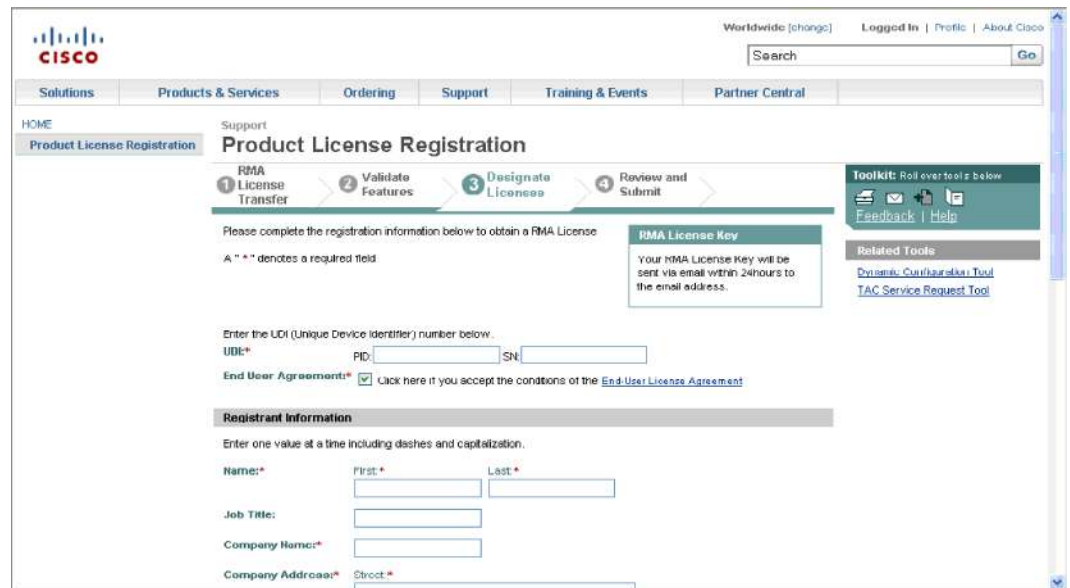 Worldwide [change] Logged In | Profile | About Cisco
CISCO
Search Go
Solutions Products & Services Ordering Support Training & Events Partner Central
HOME
Product License Registration
Support
Product License Registration
1 RMA License Transfer
2 Validate Features
3 Designate Licenses
4 Review and Submit
Toolkit: Roll over tools below
Feedback | Help
Related Tools
Dynamic Configuration Tool
TAC Service Request Tool
Please complete the registration information below to obtain a RMA License
A " * " denotes a required field
RMA License Key
Your RMA License Key will be
sent via email within 24hours to
the email address.
Enter the UDI (Unique Device Identifier) number below.
UDI:* PID: SN:
End User Agreement:* Click here if you accept the conditions of the End-User License Agreement
Registrant Information
Enter one value at a time including dashes and capitalization.
Name:* First:* Last:*
Job Title:
Company Name:*
Company Address:* Street:*